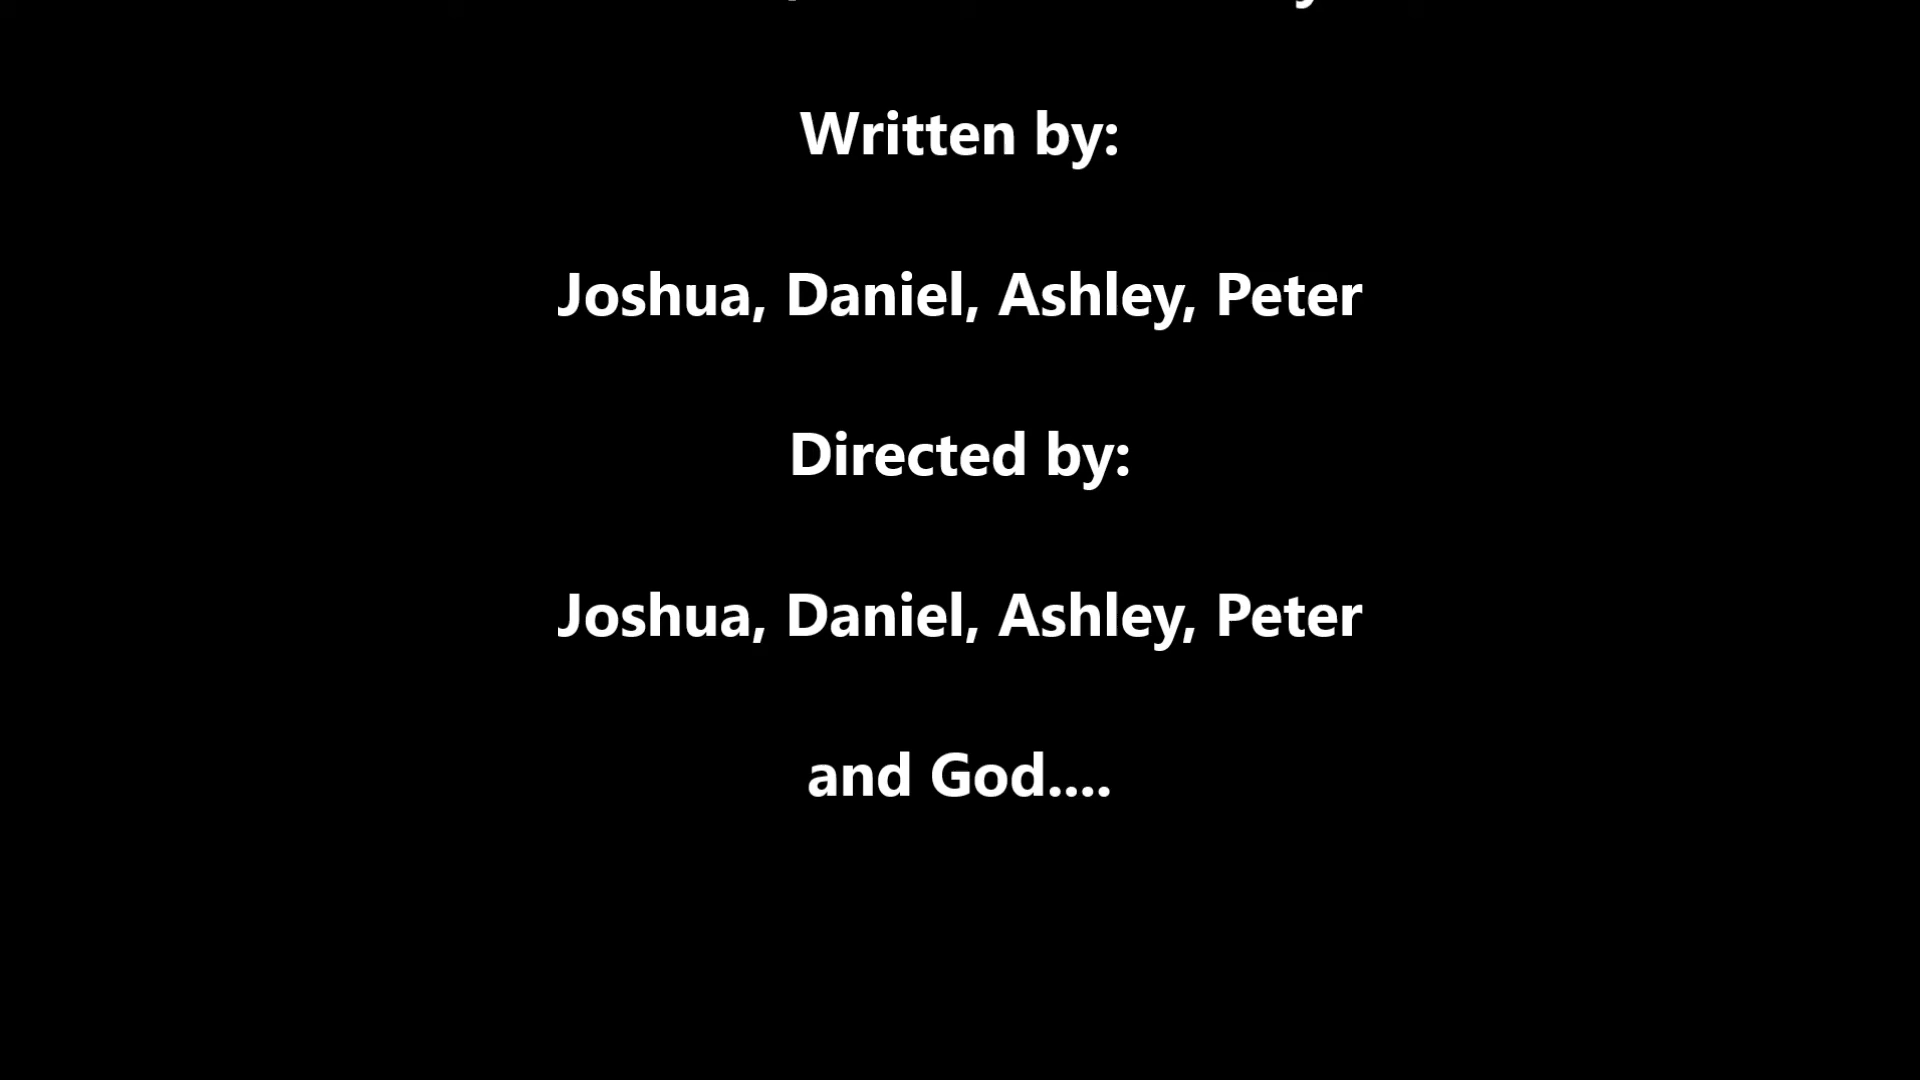 Written by:
Joshua, Daniel, Ashley, Peter
Directed by:
Joshua, Daniel, Ashley, Peter
and God....